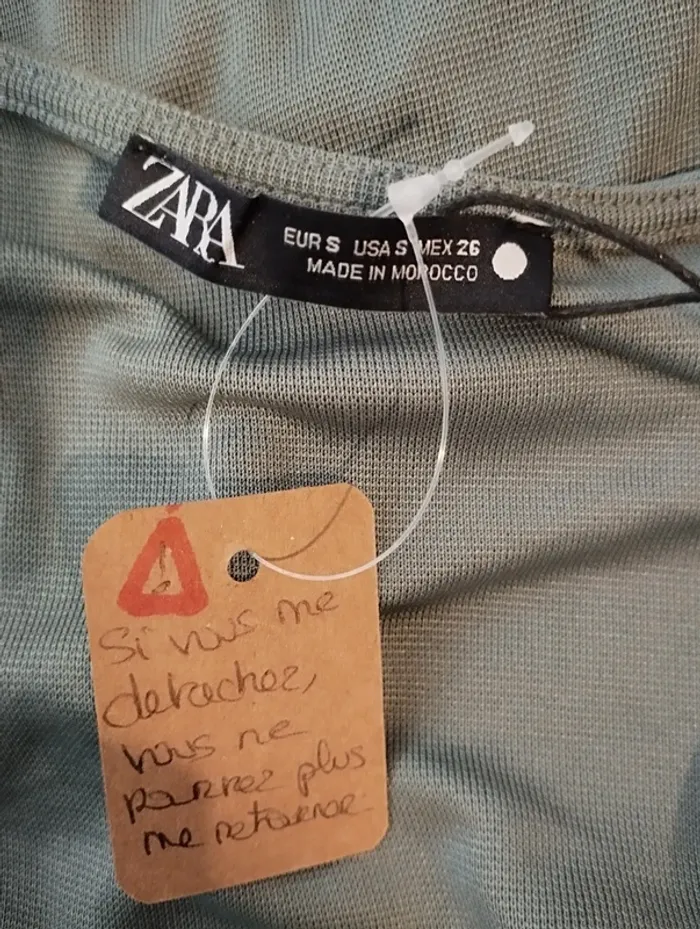 ZARA
EUR S USA S MEX 26
MADE IN MOROCCO
!
Si vous me
detachez,
vous ne
pourrez plus
me retourner